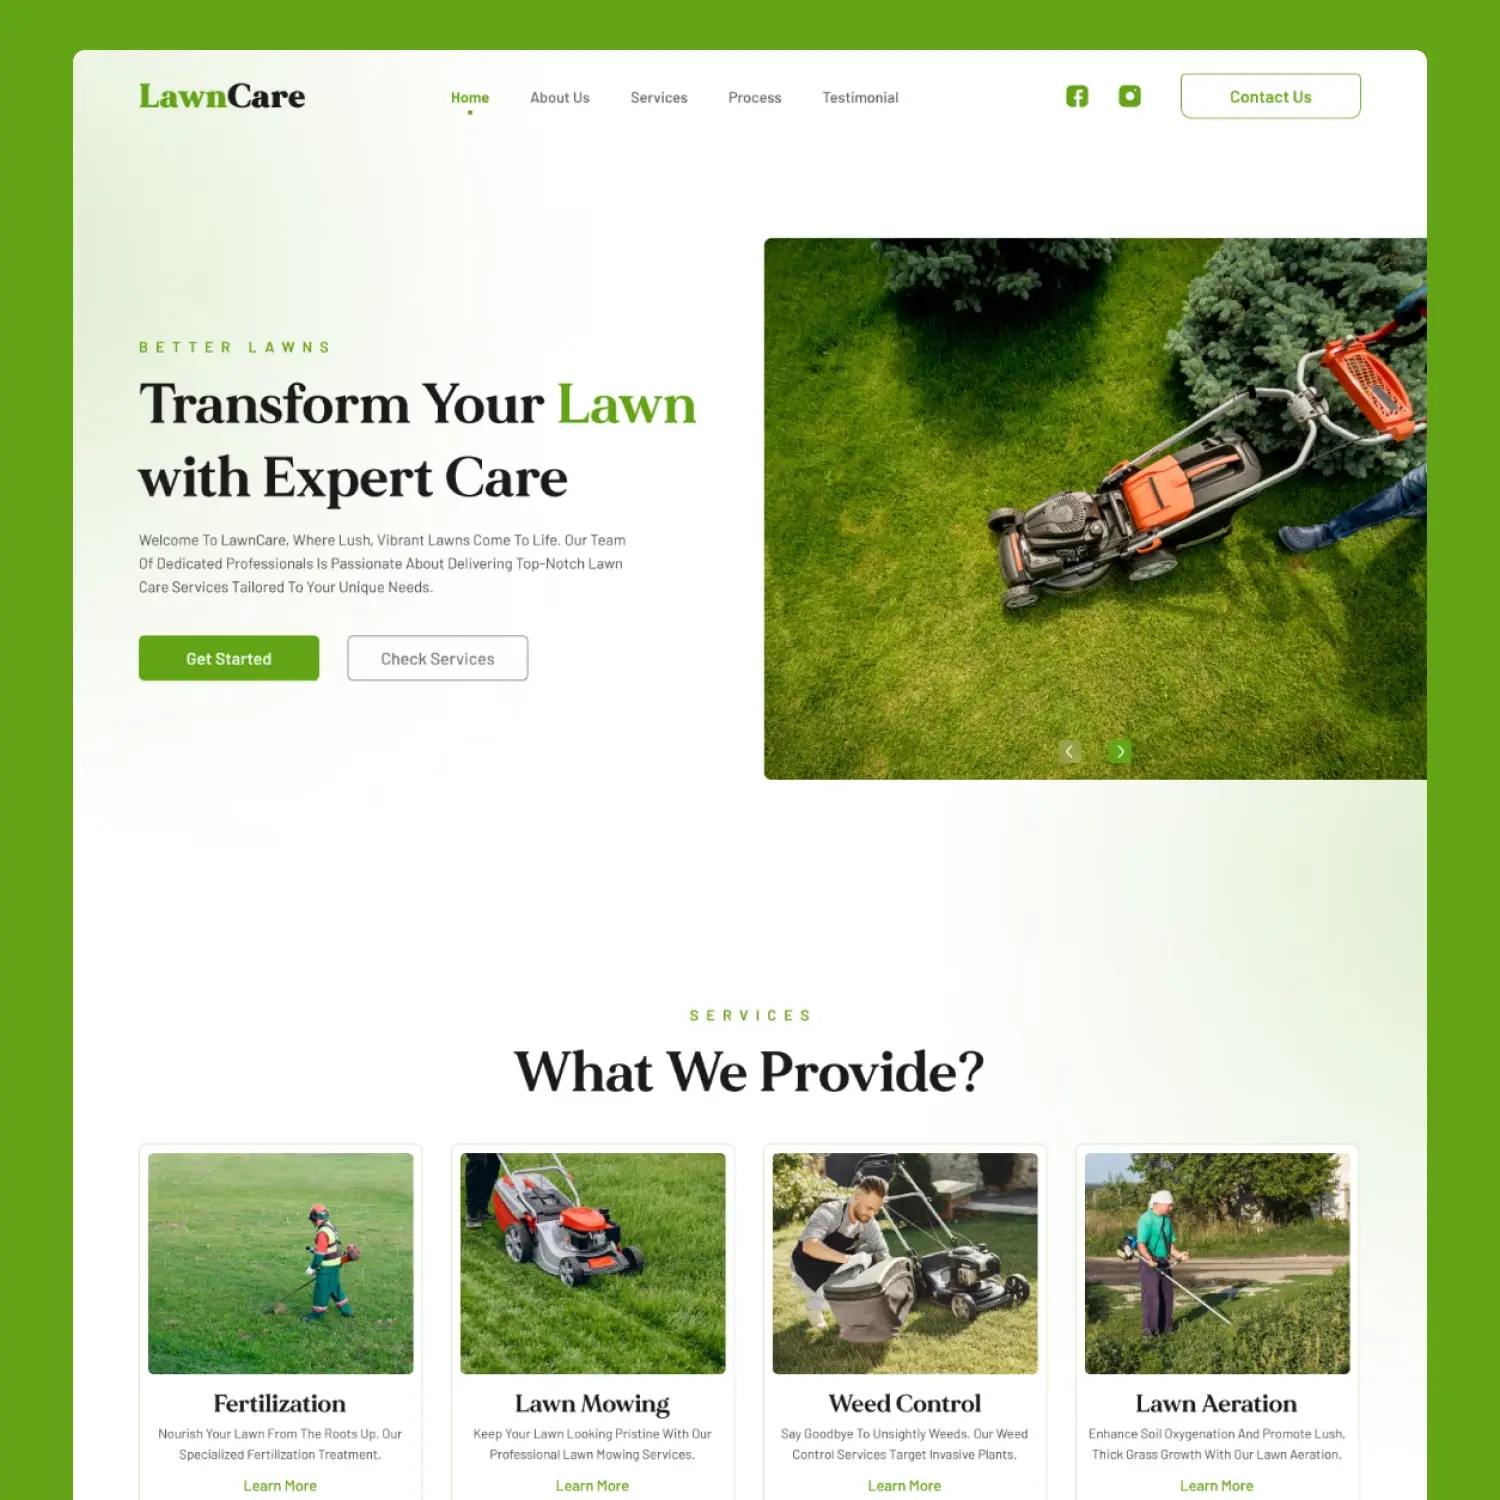 LawnCare
Home
About Us
Services
Process
Testimonial
Contact Us
BETTER LAWNS
Transform Your Lawn
with Expert Care
Welcome To LawnCare, Where Lush, Vibrant Lawns Come To Life. Our Team
Of Dedicated Professionals Is Passionate About Delivering Top-Notch Lawn
Care Services Tailored To Your Unique Needs.
Get Started
Check Services
SERVICES
What We Provide?
Fertilization
Nourish Your Lawn From The Roots Up. Our
Specialized Fertilization Treatment.
Learn More
Lawn Mowing
Keep Your Lawn Looking Pristine With Our
Professional Lawn Mowing Services.
Learn More
Weed Control
Say Goodbye To Unsightly Weeds. Our Weed
Control Services Target Invasive Plants.
Learn More
Lawn Aeration
Enhance Soil Oxygenation And Promote Lush,
Thick Grass Growth With Our Lawn Aeration.
Learn More